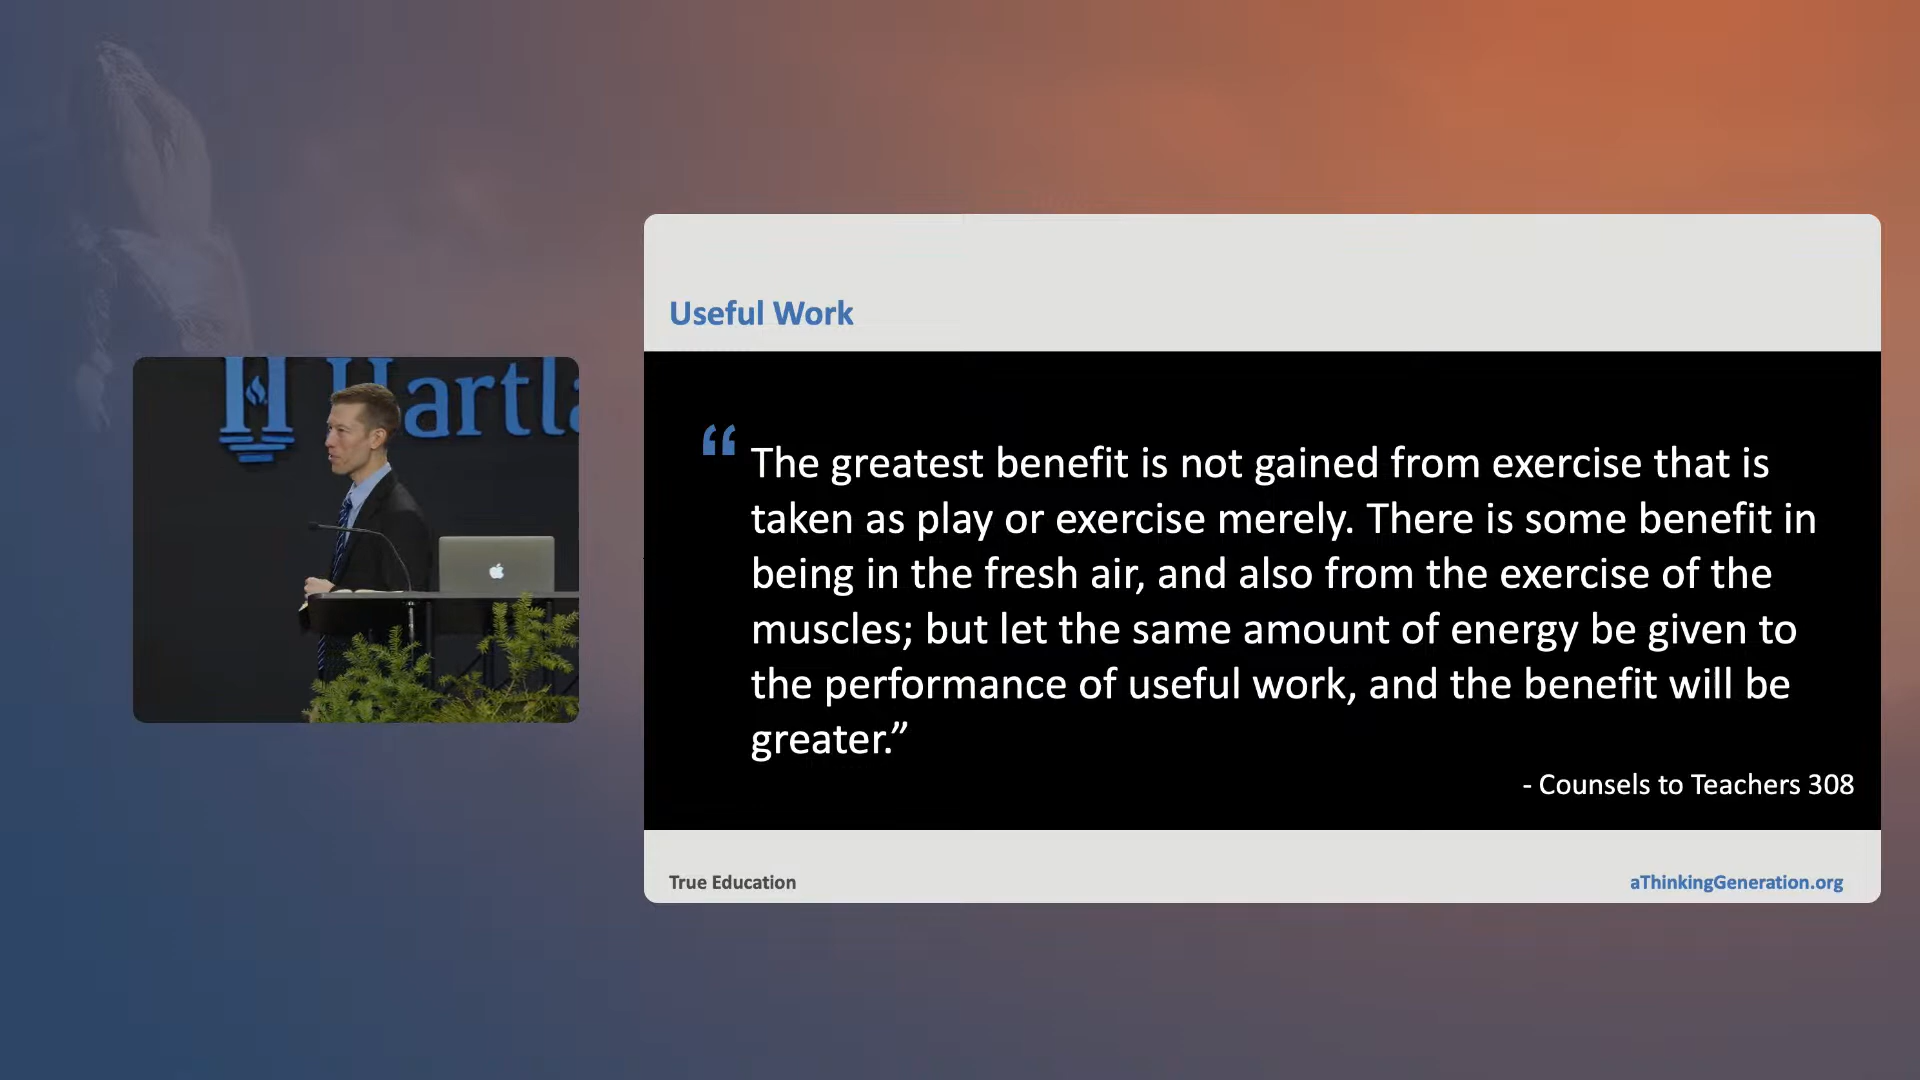 Hartla
Useful Work
“ The greatest benefit is not gained from exercise that is
taken as play or exercise merely. There is some benefit in
being in the fresh air, and also from the exercise of the
muscles; but let the same amount of energy be given to
the performance of useful work, and the benefit will be
greater.”
- Counsels to Teachers 308
True Education
aThinkingGeneration.org